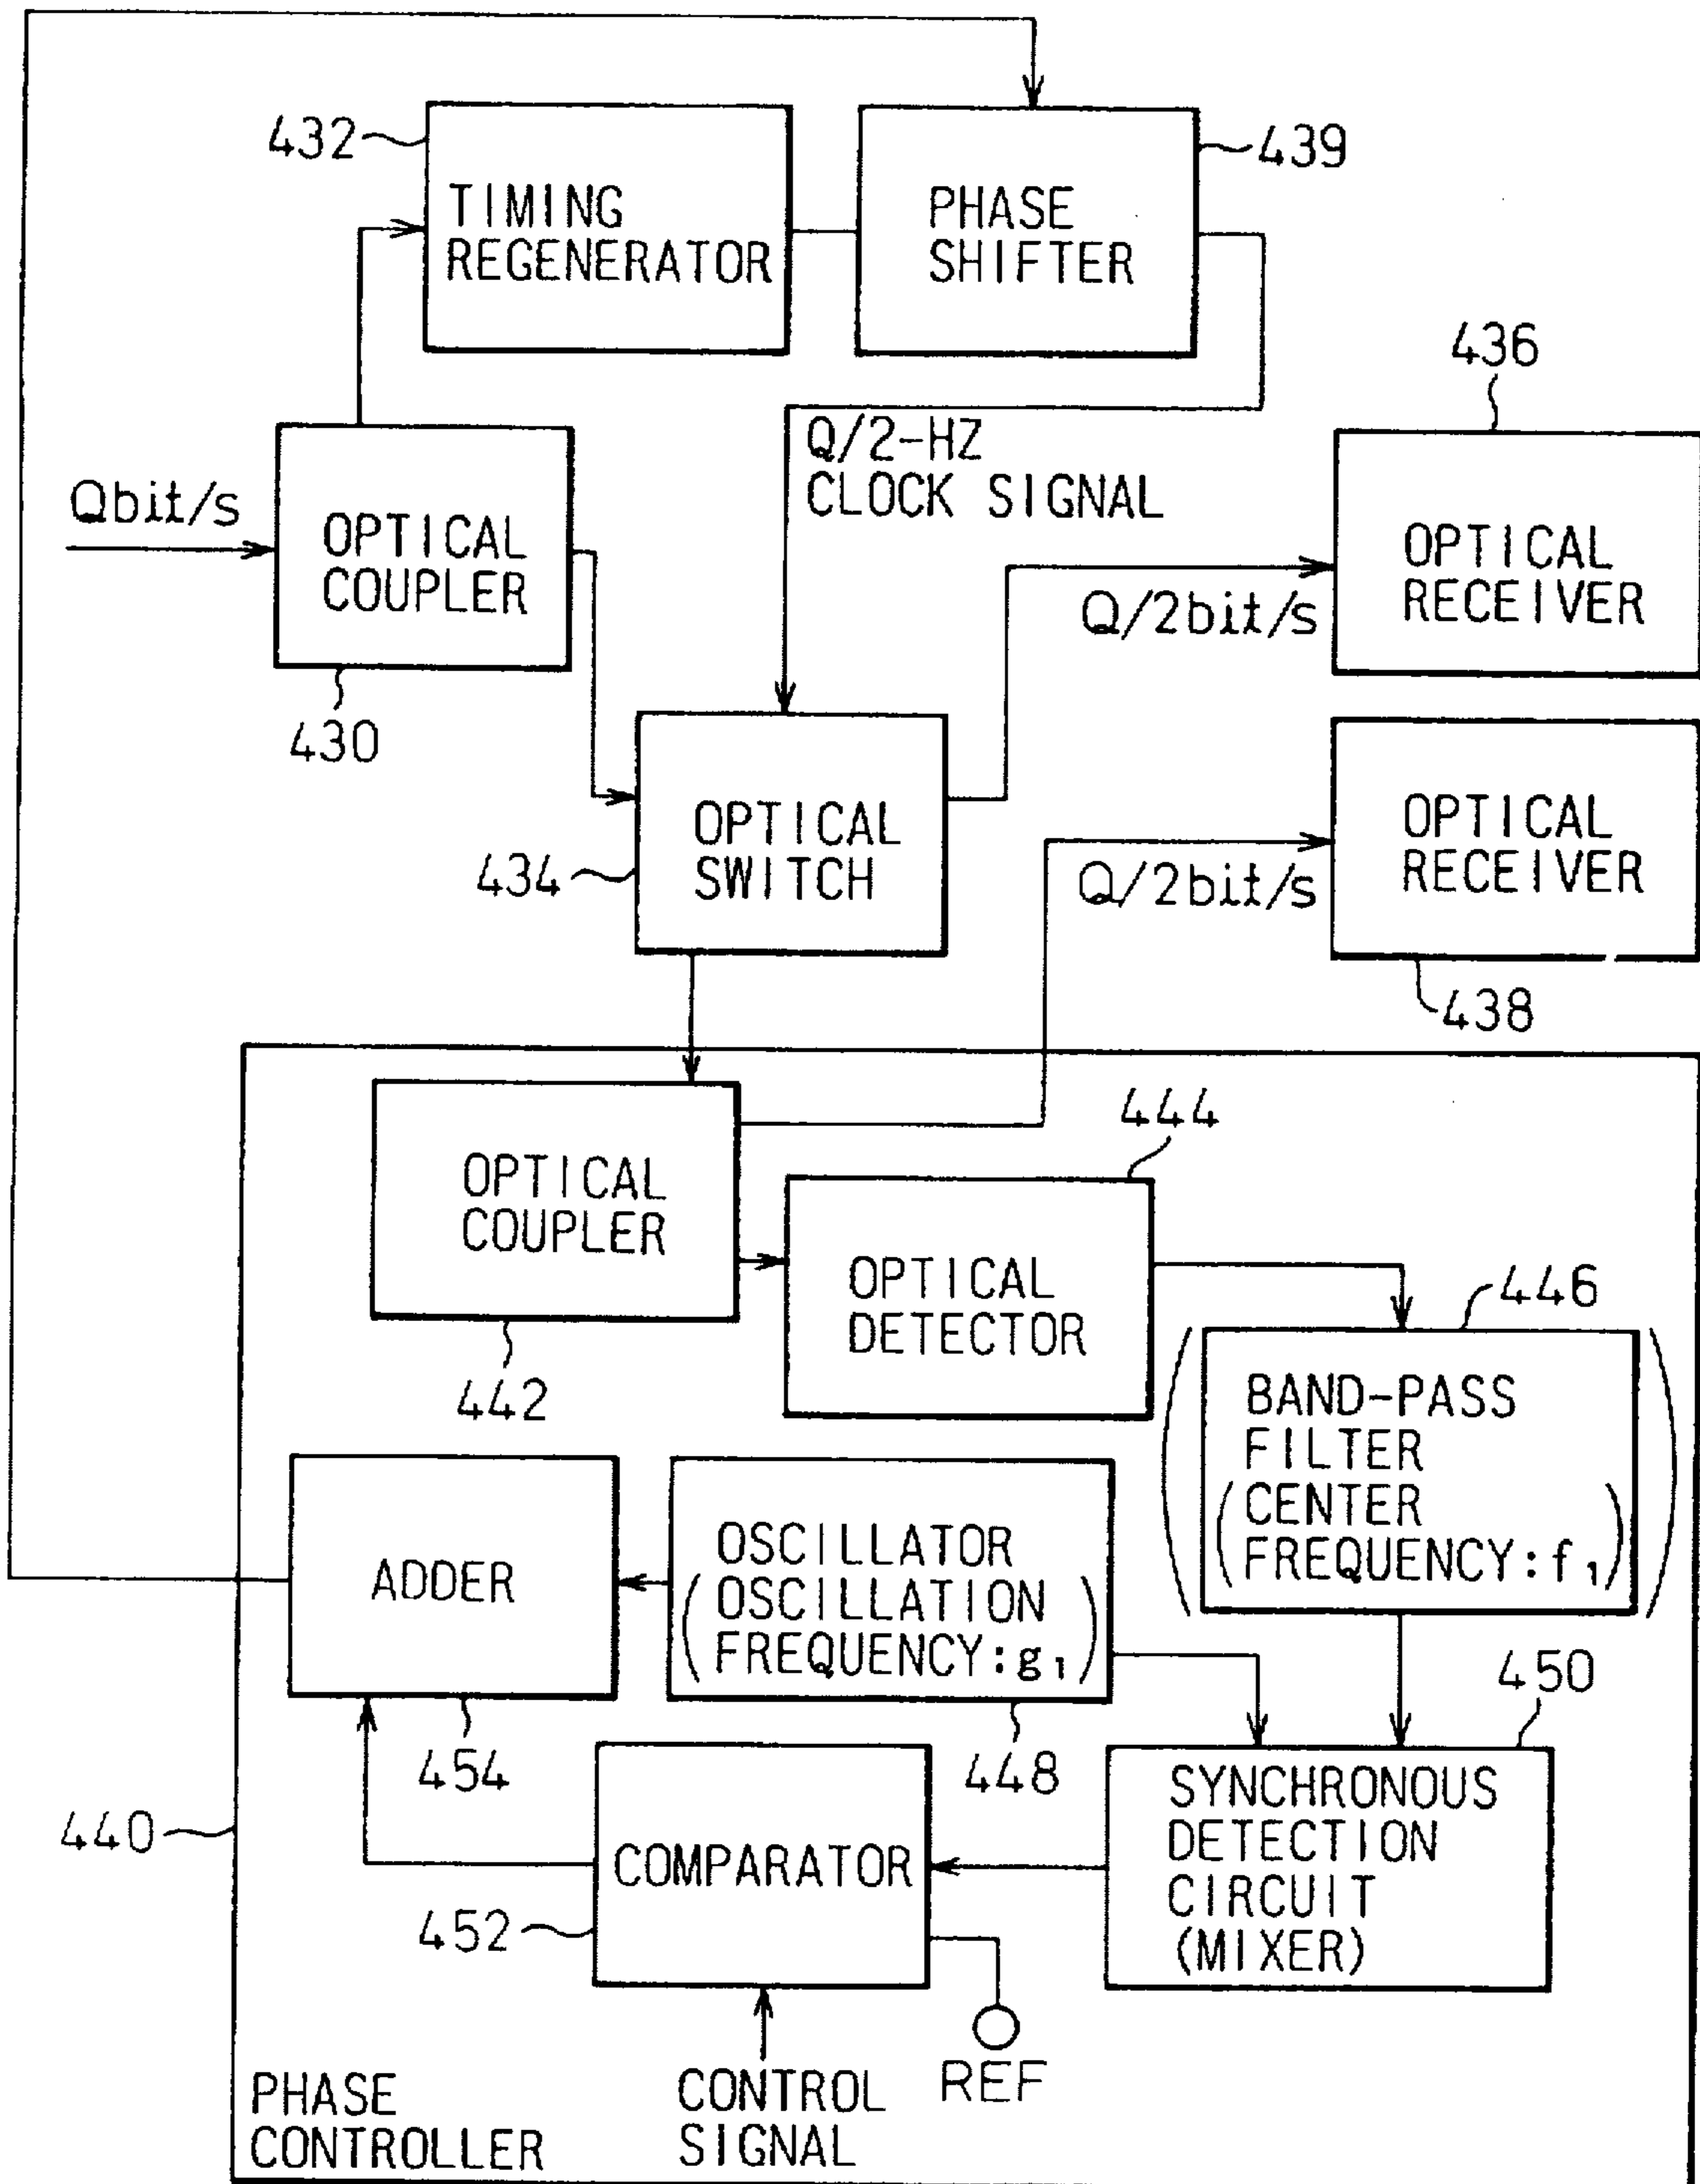 432
TIMING
REGENERATOR
PHASE
SHIFTER
439
436
Qbit/s
OPTICAL
COUPLER
430
Q/2-HZ
CLOCK SIGNAL
OPTICAL
RECEIVER
Q/2bit/s
434
OPTICAL
SWITCH
OPTICAL
RECEIVER
Q/2bit/s
438
OPTICAL
COUPLER
442
444
OPTICAL
DETECTOR
446
(BAND-PASS
FILTER
(CENTER
FREQUENCY:f₁))
ADDER
454
OSCILLATOR
(OSCILLATION
FREQUENCY:g₁)
448
450
SYNCHRONOUS
DETECTION
CIRCUIT
(MIXER)
440
COMPARATOR
452
REF
CONTROL
SIGNAL
PHASE
CONTROLLER